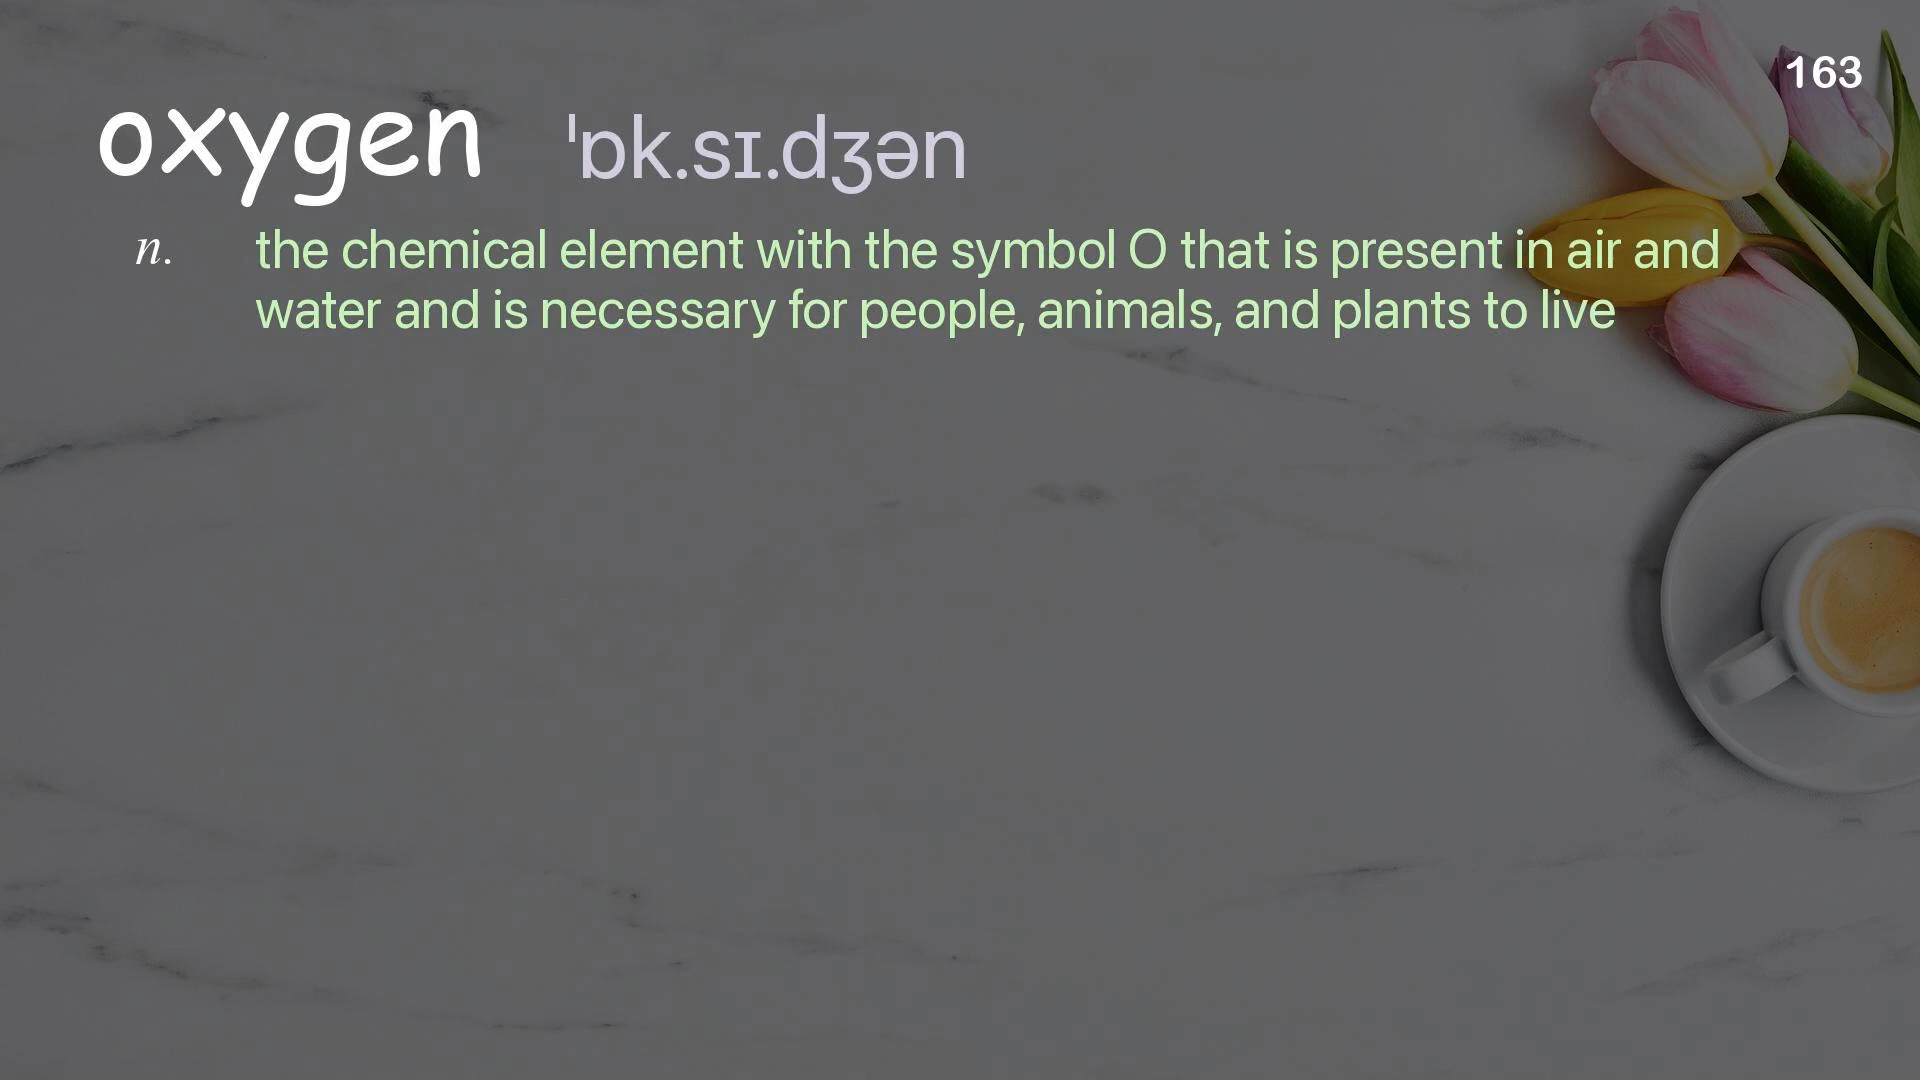 163
oxygen ˈɒk.sɪ.dʒən
n. the chemical element with the symbol O that is present in air and
water and is necessary for people, animals, and plants to live